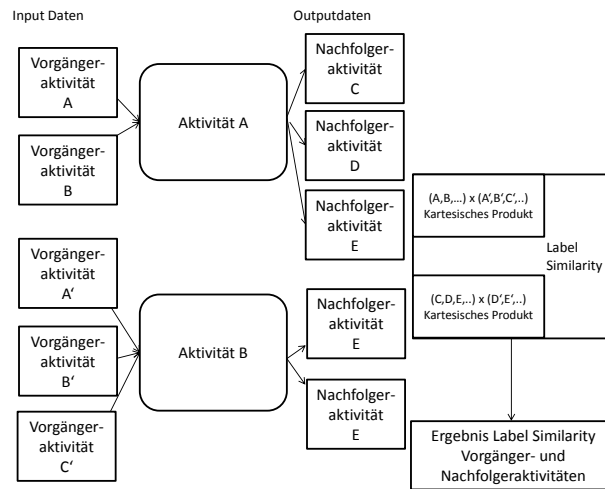 Input Daten
Outputdaten
Vorgänger-
aktivität
A
Vorgänger-
aktivität
B
Aktivität A
Nachfolger-
aktivität
C
Nachfolger-
aktivität
D
Nachfolger-
aktivität
E
Vorgänger-
aktivität
A‘
Vorgänger-
aktivität
B‘
Vorgänger-
aktivität
C‘
Aktivität B
Nachfolger-
aktivität
E
Nachfolger-
aktivität
E
(A,B,...) x (A‘,B‘,C‘,..)
Kartesisches Produkt
Label
Similarity
(C,D,E,..) x (D‘,E‘,..)
Kartesisches Produkt
Ergebnis Label Similarity
Vorgänger- und
Nachfolgeraktivitäten